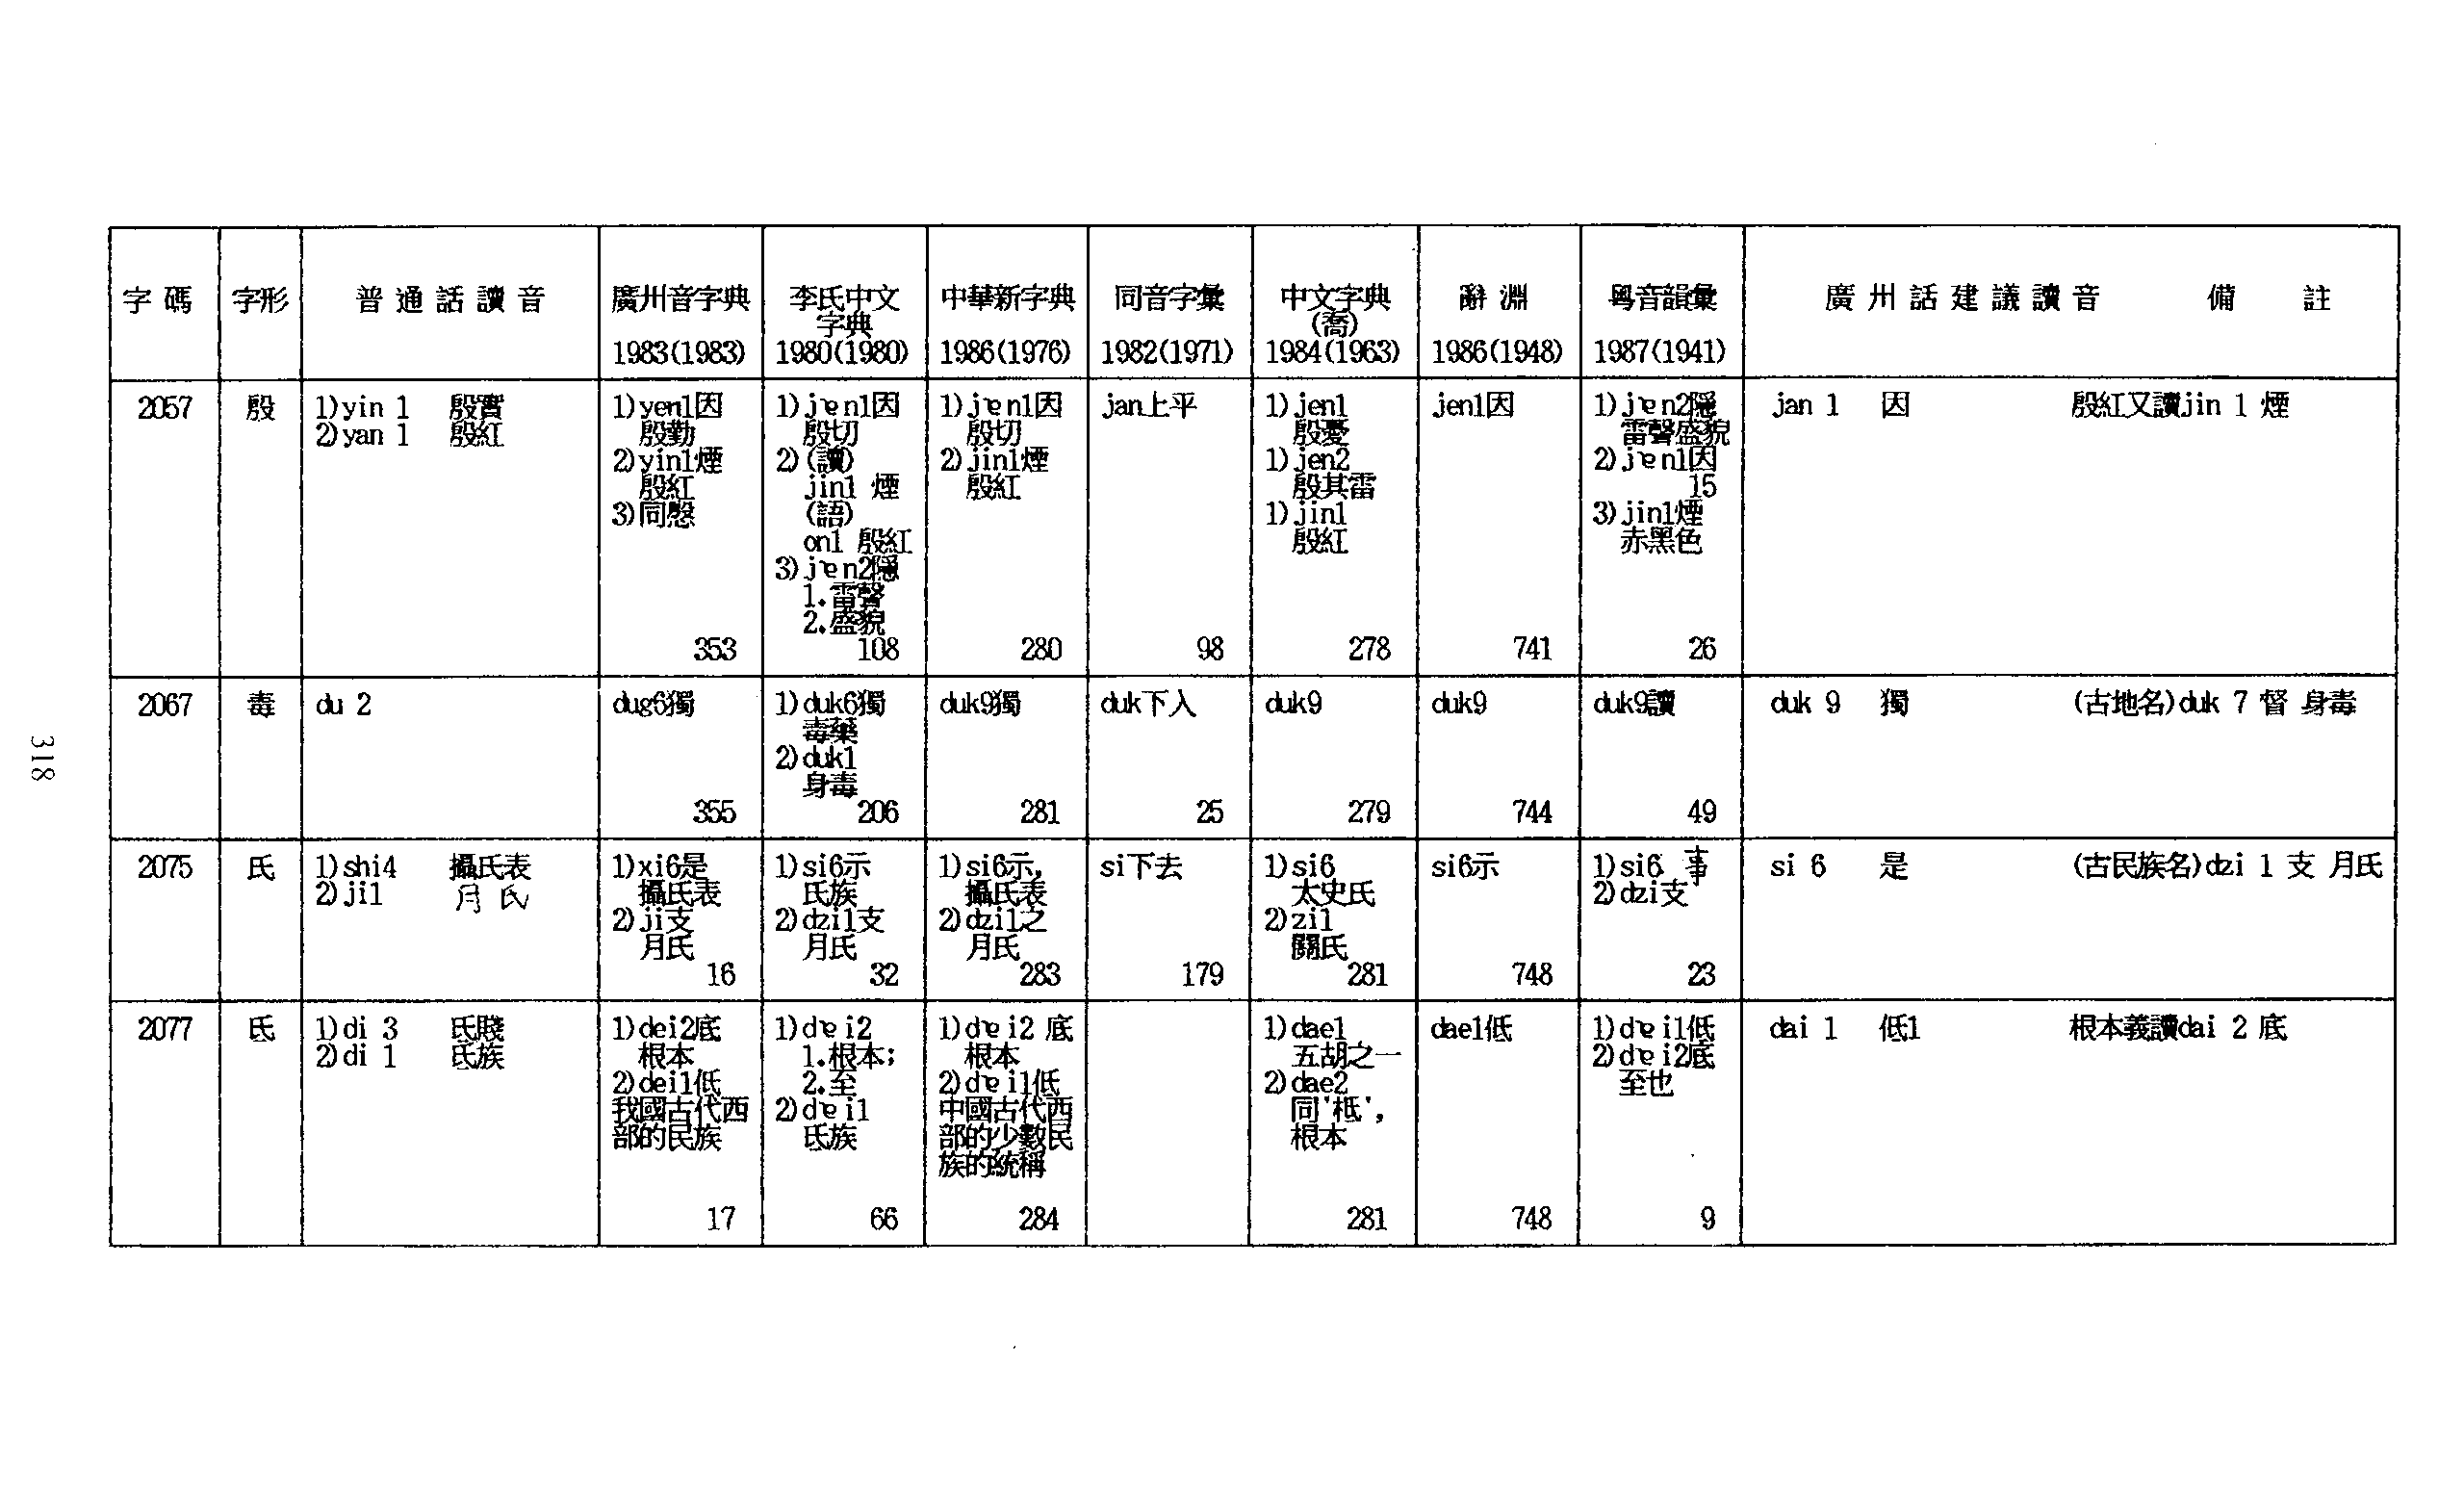 318
字碼
字形
普通話讀音
廣州音字典
1983(1983)
李氏中文
字典
1980(1980)
中華新字典
1986(1976)
同音字彙
1982(1971)
中文字典
(喬)
1984(1963)
辭淵
1986(1948)
粵音韻彙
1987(1941)
廣州話建議讀音
備註
2057
殷
1)yin 1 殷實
2)yan 1 殷紅
1)yen1因
殷勤
2)yin1煙
殷紅
3)同慇
353
1)jɐn1因
殷切
2)(讀)
jin1 煙
(語)
on1 殷紅
3)jɐn2隱
1.雷聲
2.盛貌
108
1)jɐn1因
殷切
2)jin1煙
殷紅
280
jan上平
98
1)jen1
殷憂
1)jen2
殷其雷
1)jin1
殷紅
278
jen1因
741
1)jɐn2隱
雷聲盛貌
2)jɐn1因
15
3)jin1煙
赤黑色
26
jan 1 因
殷紅又讀jin 1 煙
2067
毒
du 2
dug6獨
355
1)duk6獨
毒藥
2)duk1
身毒
206
duk9獨
281
duk下入
25
duk9
279
duk9
744
duk9讀
49
duk 9 獨
(古地名)duk 7 督 身毒
2075
氏
1)shi4 攝氏表
2)ji1 月氏
1)xi6是
攝氏表
2)ji支
月氏
16
1)si6示
氏族
2)dzi1支
月氏
32
1)si6示,
攝氏表
2)dzi1之
月氏
283
si下去
179
1)si6
太史氏
2)zi1
閼氏
281
si6示
748
1)si6 事
2)dzi支
23
si 6 是
(古民族名)dzi 1 支 月氏
2077
氐
1)di 3 氐賤
2)di 1 氐族
1)dei2底
根本
2)dei1低
我國古代西
部的民族
17
1)dɐi2
1.根本;
2.至
2)dɐi1
氐族
66
1)dɐi2 底
根本
2)dɐi1低
中國古代西
部的少數民
族的統稱
284
1)dae1
五胡之一
2)dae2
同'柢',
根本
281
dae1低
748
1)dɐi1低
2)dɐi2底
至也
9
dai 1 低1
根本義讀dai 2 底